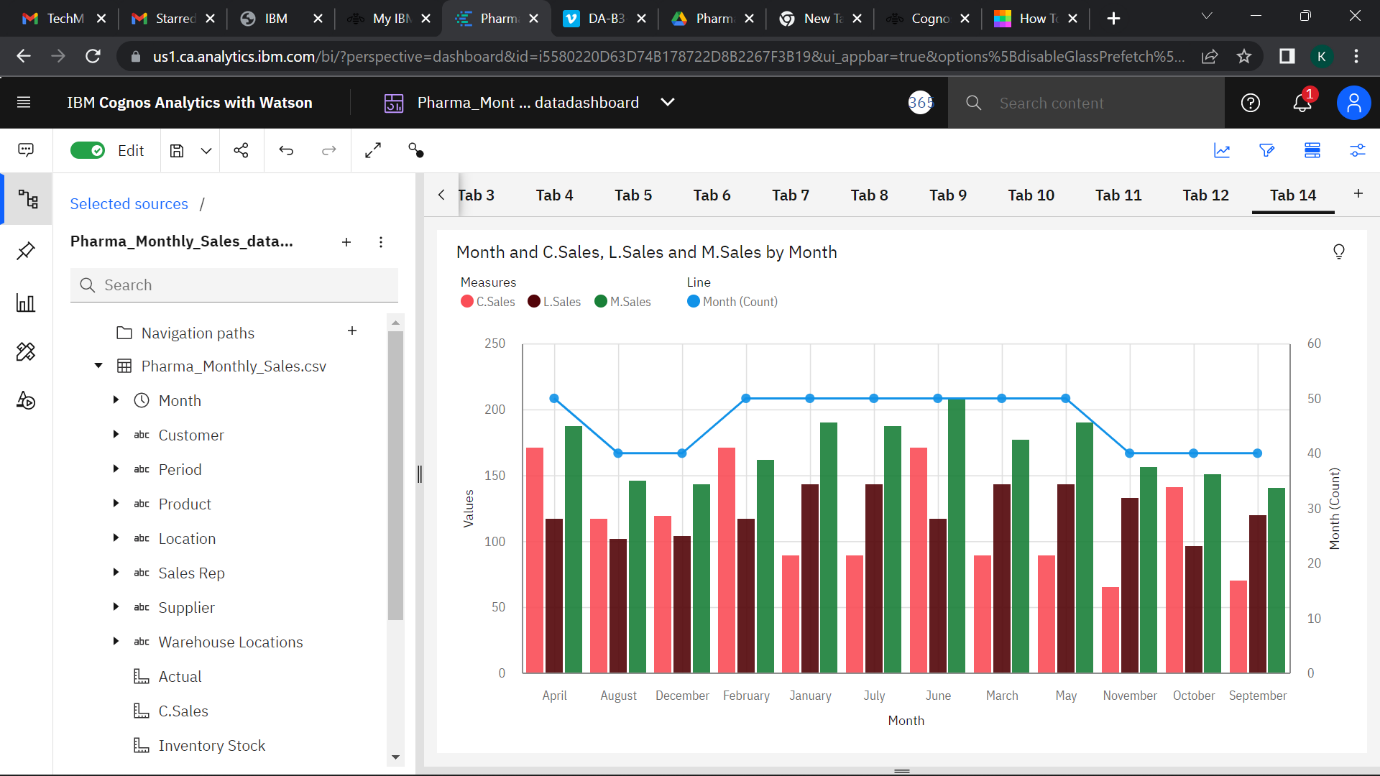 TechM
Starred
IBM
My IBM
Pharm
DA-B3
Pharm
New Ta
Cogno
How To
us1.ca.analytics.ibm.com/bi/?perspective=dashboard&id=i5580220D63D74B178722D8B2267F3B19&ui_appbar=true&options%5BdisableGlassPrefetch%5...
K
IBM Cognos Analytics with Watson
Pharma_Mont ... datadashboard
365
Search content
1
Edit
Selected sources /
Tab 3 Tab 4 Tab 5 Tab 6 Tab 7 Tab 8 Tab 9 Tab 10 Tab 11 Tab 12 Tab 14
Pharma_Monthly_Sales_data...
Search
Navigation paths
Pharma_Monthly_Sales.csv
Month
abc Customer
abc Period
abc Product
abc Location
abc Sales Rep
abc Supplier
abc Warehouse Locations
Actual
C.Sales
Inventory Stock
Month and C.Sales, L.Sales and M.Sales by Month
Measures
C.Sales L.Sales M.Sales
Line
Month (Count)
Values
250
200
150
100
50
0
60
50
40
30
20
10
0
Month (Count)
April August December February January July June March May November October September
Month